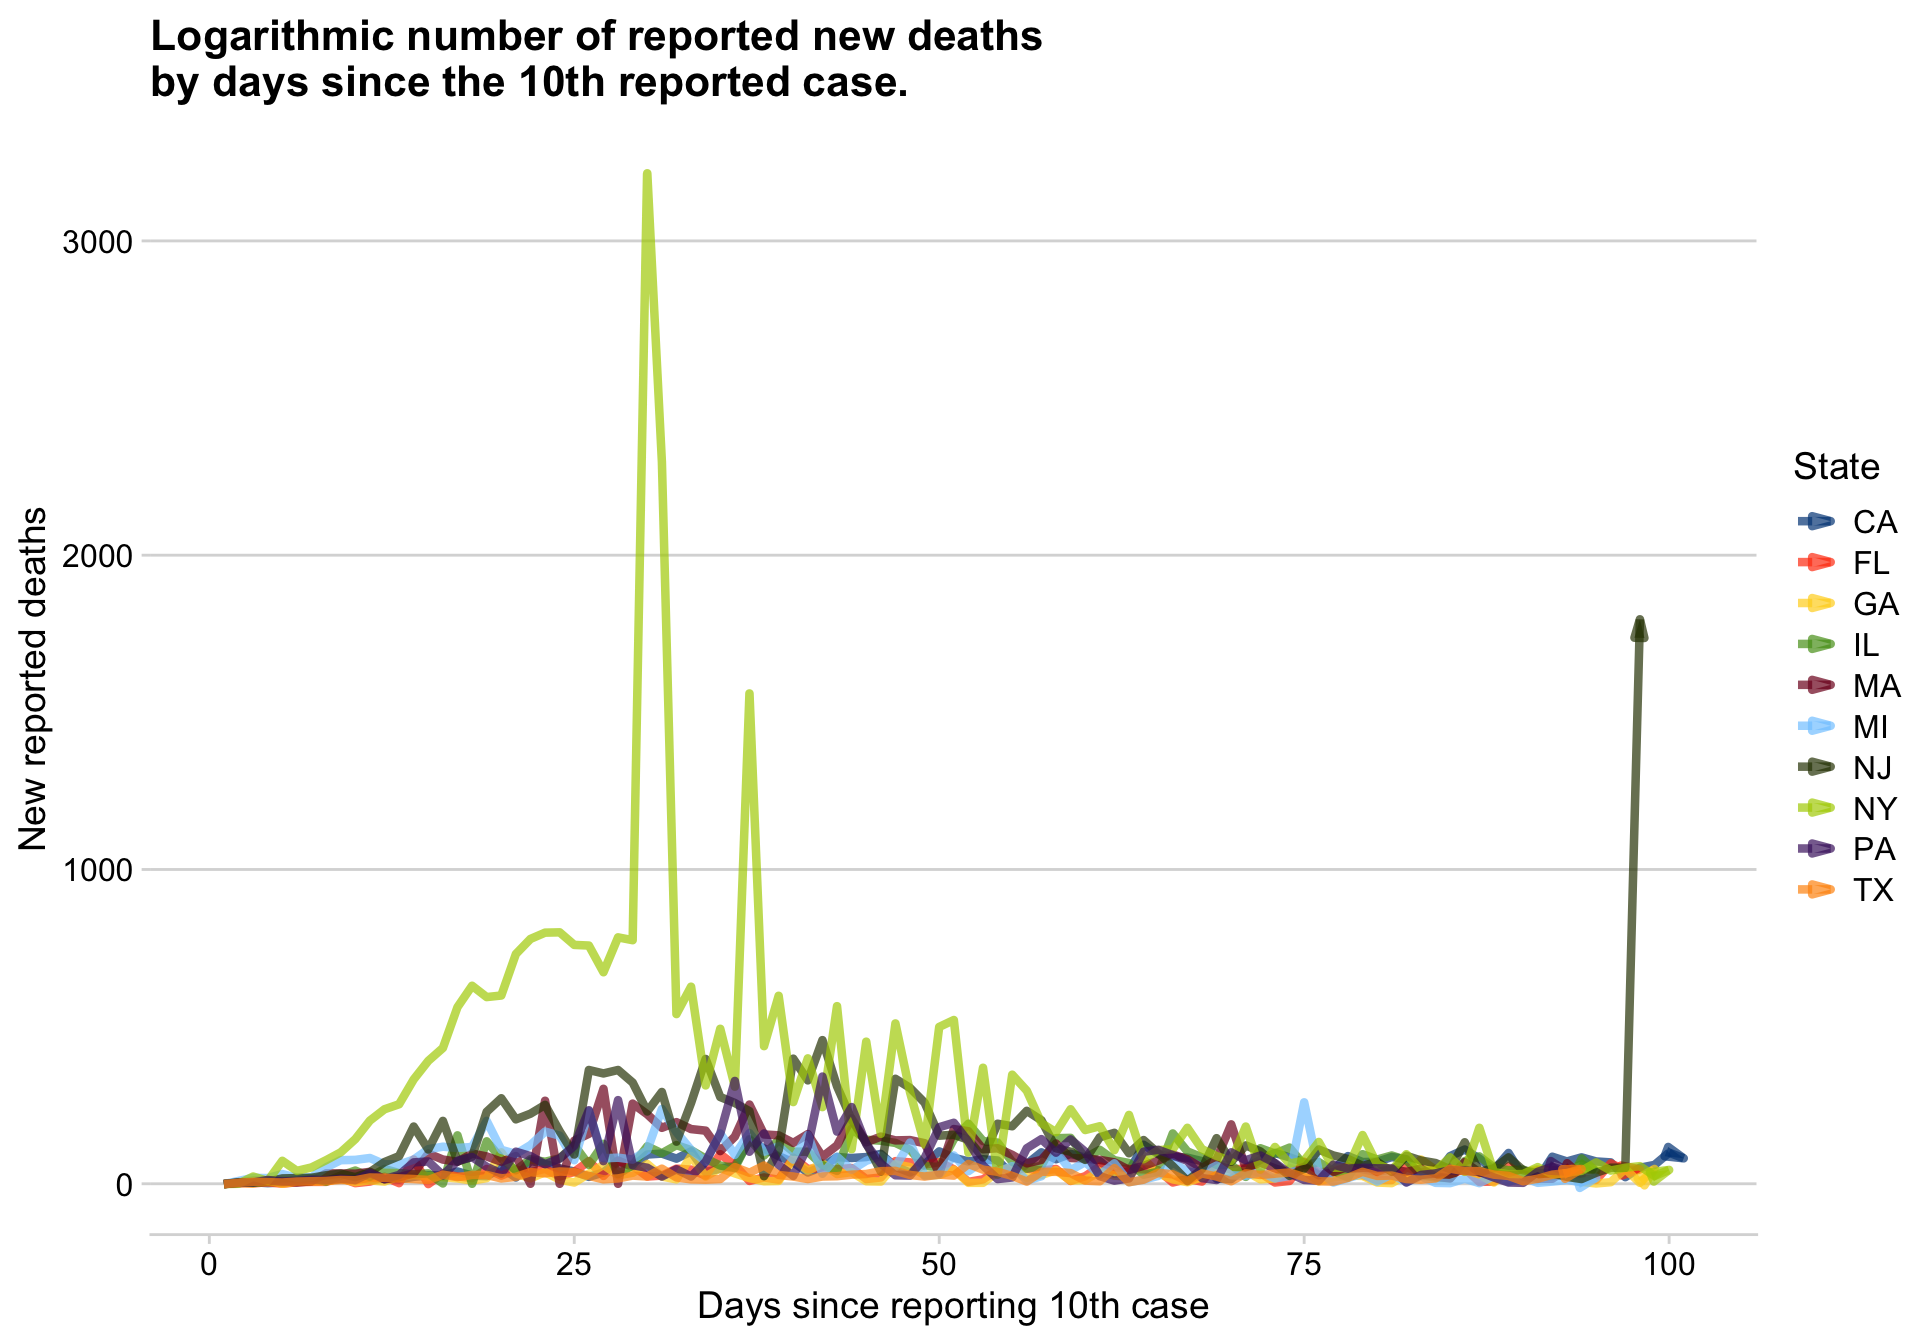 Logarithmic number of reported new deaths
by days since the 10th reported case.
New reported deaths
3000
2000
1000
0
0
25
50
75
100
Days since reporting 10th case
State
CA
FL
GA
IL
MA
MI
NJ
NY
PA
TX